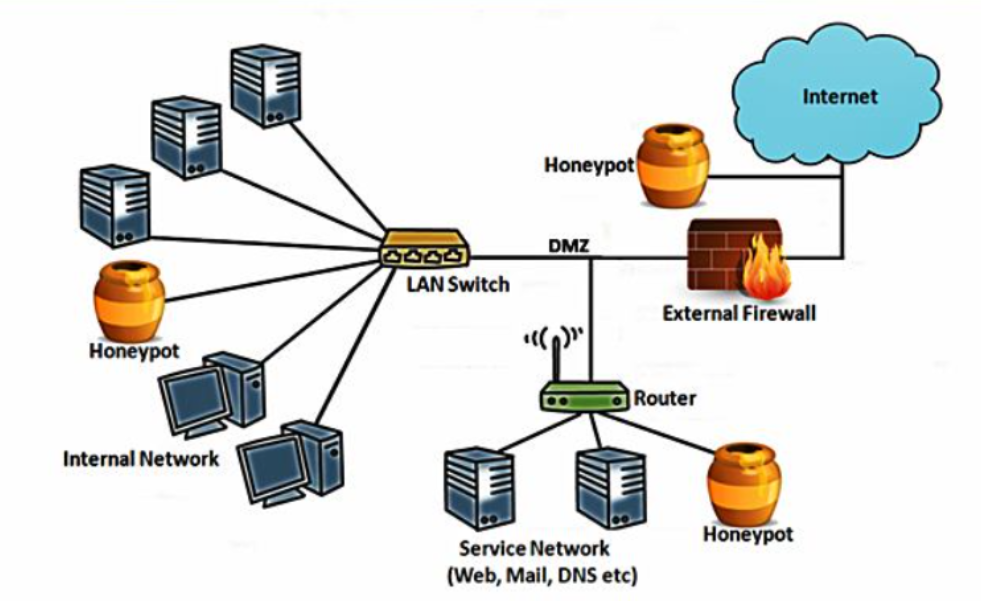 Internet
Honeypot
DMZ
LAN Switch
External Firewall
Honeypot
Router
Internal Network
Honeypot
Service Network
(Web, Mail, DNS etc)